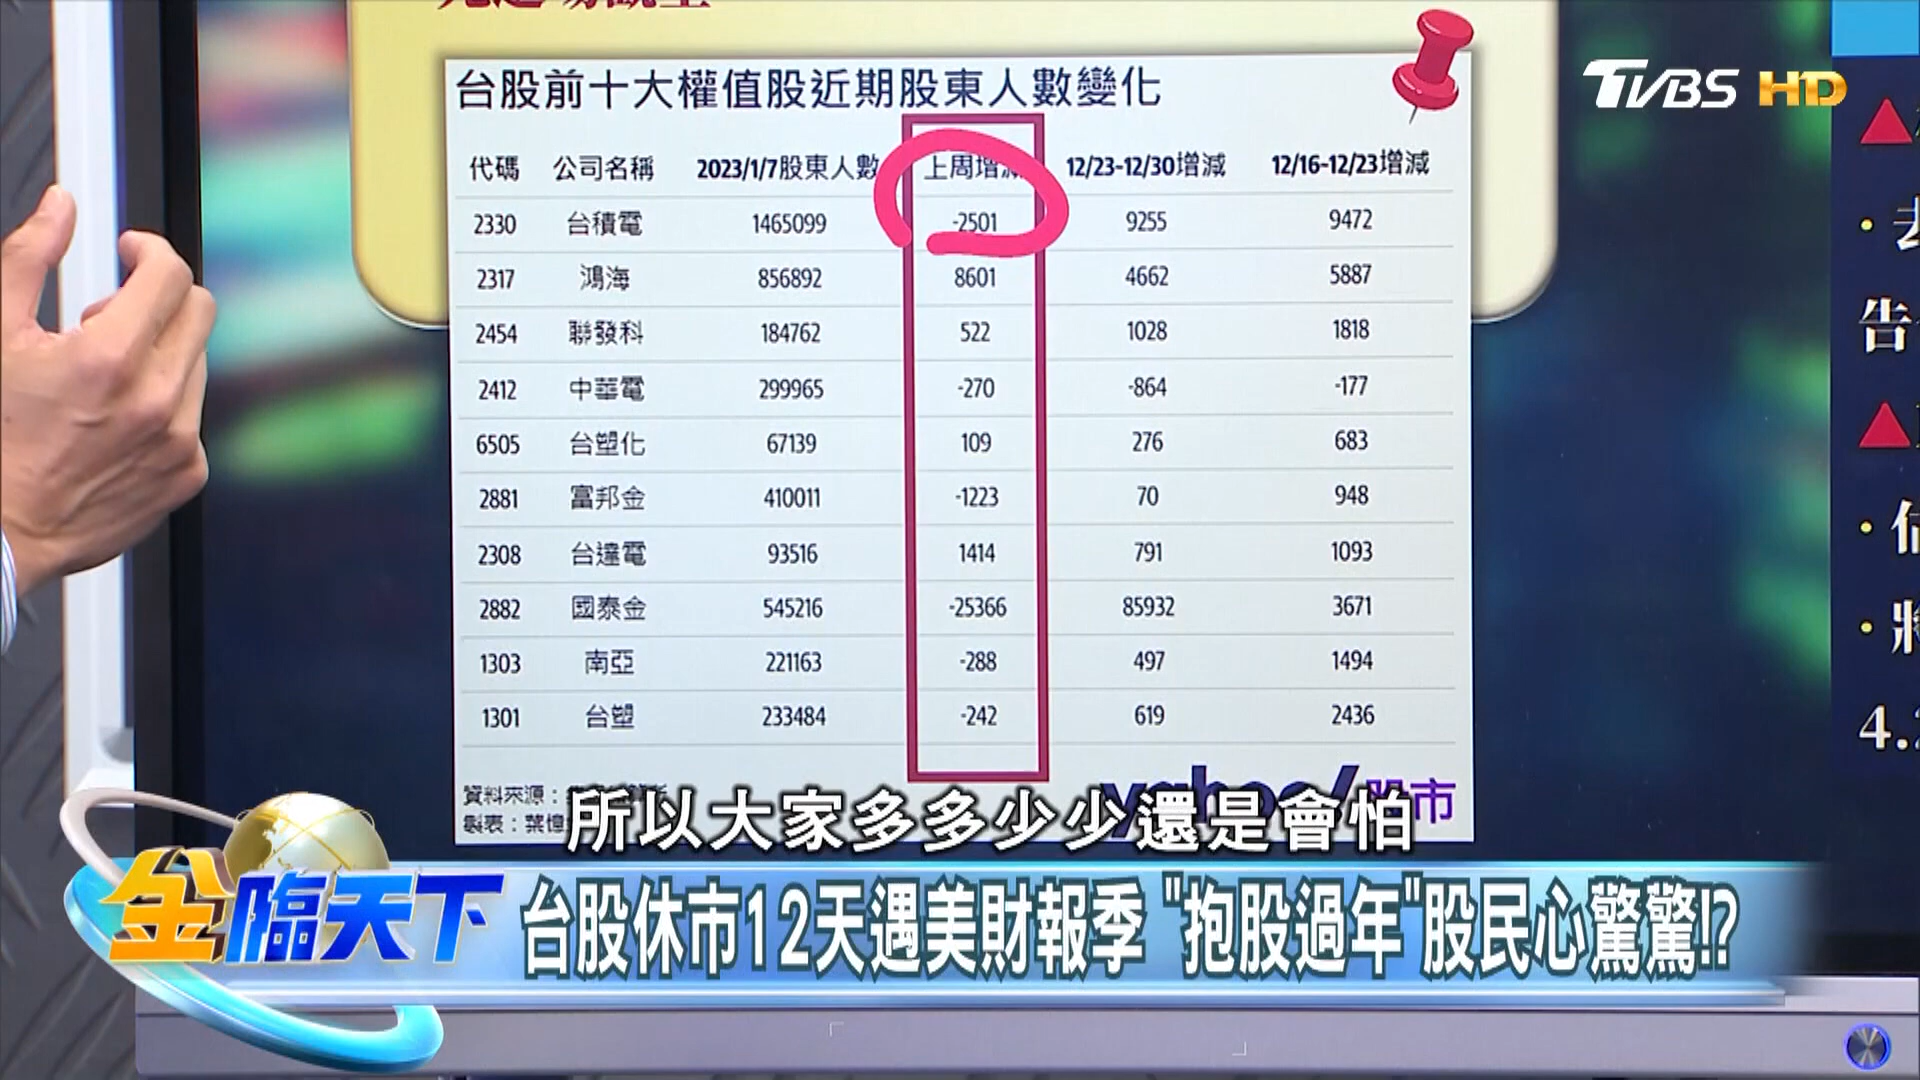 TVBS HD
台股前十大權值股近期股東人數變化
代碼 公司名稱 2023/1/7股東人數 上周增減 12/23-12/30增減 12/16-12/23增減
2330 台積電 1465099 -2501 9255 9472
2317 鴻海 856892 8601 4662 5887
2454 聯發科 184762 522 1028 1818
2412 中華電 299965 -270 -864 -177
6505 台塑化 67139 109 276 683
2881 富邦金 410011 -1223 70 948
2308 台達電 93516 1414 791 1093
2882 國泰金 545216 -25366 85932 3671
1303 南亞 221163 -288 497 1494
1301 台塑 233484 -242 619 2436
資料來源：
製表：葉憶
yahoo!股市
告
4.
所以大家多多少少還是會怕
金臨天下
台股休市12天遇美財報季 "抱股過年"股民心驚驚!?